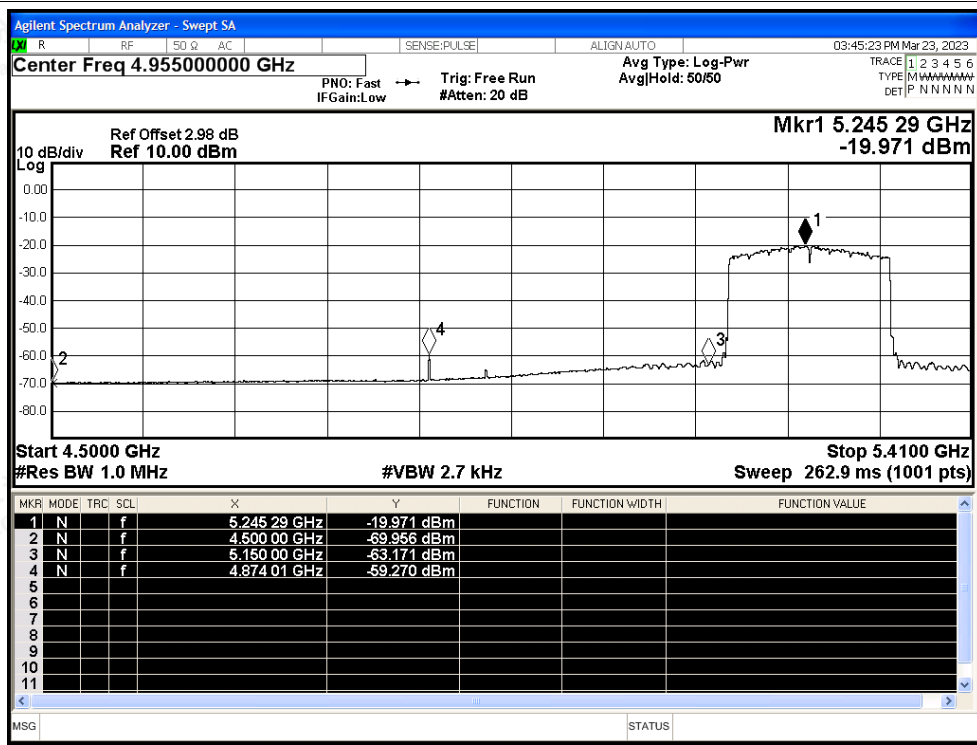 Agilent Spectrum Analyzer - Swept SA
LXI R RF 50 Ω AC SENSE:PULSE ALIGN AUTO 03:45:23 PM Mar 23, 2023
Center Freq 4.955000000 GHz
PNO: Fast
IFGain:Low
Trig: Free Run
#Atten: 20 dB
Avg Type: Log-Pwr
Avg|Hold: 50/50
TRACE 1 2 3 4 5 6
TYPE M WWWWW
DET P N N N N N
Mkr1 5.245 29 GHz
-19.971 dBm
Ref Offset 2.98 dB
10 dB/div Ref 10.00 dBm
Log
0.00
-10.0
-20.0
-30.0
-40.0
-50.0
-60.0
-70.0
-80.0
1
2
3
4
Start 4.5000 GHz Stop 5.4100 GHz
#Res BW 1.0 MHz #VBW 2.7 kHz Sweep 262.9 ms (1001 pts)
MKR MODE TRC SCL X Y FUNCTION FUNCTION WIDTH FUNCTION VALUE
1 N f 5.245 29 GHz -19.971 dBm
2 N f 4.500 00 GHz -69.956 dBm
3 N f 5.150 00 GHz -63.171 dBm
4 N f 4.874 01 GHz -59.270 dBm
5
6
7
8
9
10
11
MSG STATUS